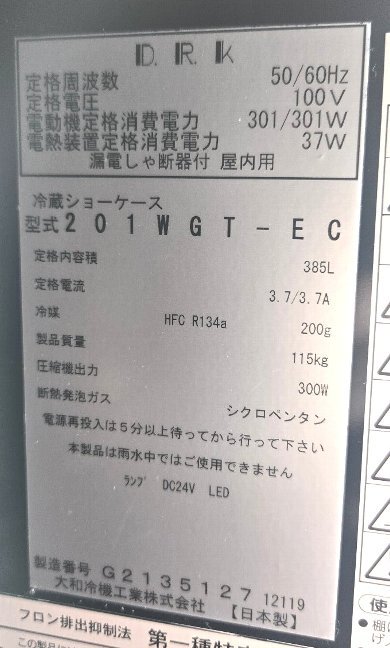 D.R.k
定格周波数 50/60Hz
定格電圧 100V
電動機定格消費電力 301/301W
電熱装置定格消費電力 37W
漏電しゃ断器付 屋内用
冷蔵ショーケース
型式 201WGT-EC
定格内容積 385L
定格電流 3.7/3.7A
冷媒 HFC R134a 200g
製品質量 115kg
圧縮機出力 300W
断熱発泡ガス シクロペンタン
電源再投入は5分以上待ってから行って下さい
本製品は雨水中ではご使用できません
ﾗﾝﾌﾟ DC24V LED
製造番号 G2135127 12119
大和冷機工業株式会社 【日本製】
フロン排出抑制法 第一種特
この製品に
使
●棚に
げ